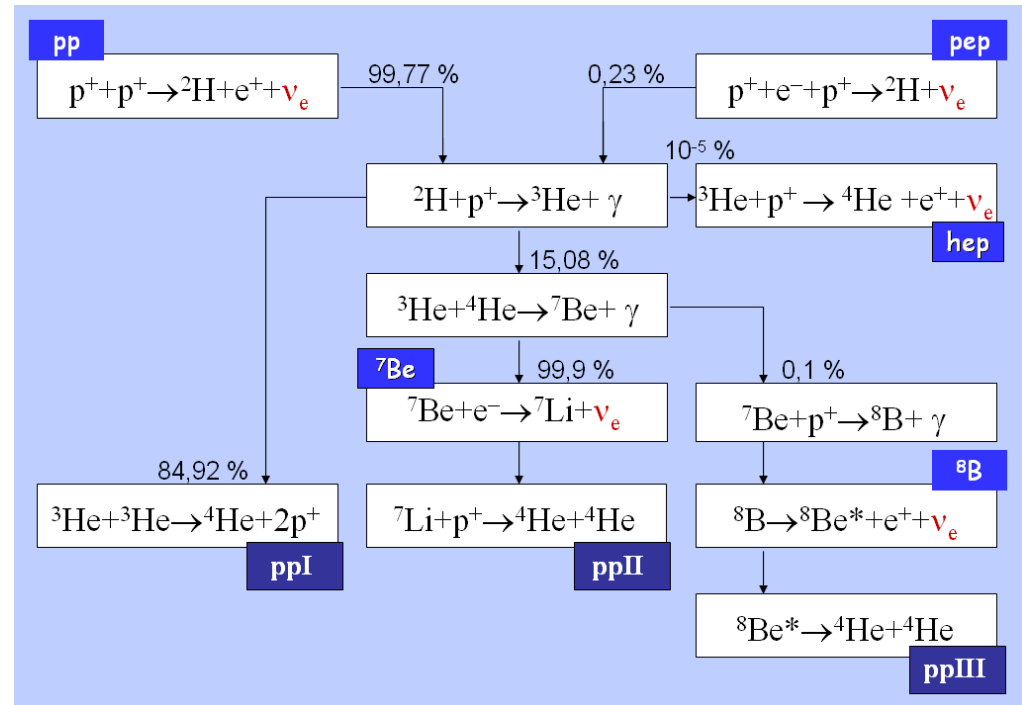 pp
pep
p⁺+p⁺→²H+e⁺+νₑ
99,77 %
0,23 %
p⁺+e⁻+p⁺→²H+νₑ
10⁻⁵ %
²H+p⁺→³He+ γ
³He+p⁺ → ⁴He +e⁺+νₑ
hep
15,08 %
³He+⁴He→⁷Be+ γ
⁷Be
99,9 %
0,1 %
⁷Be+e⁻→⁷Li+νₑ
⁷Be+p⁺→⁸B+ γ
84,92 %
⁸B
³He+³He→⁴He+2p⁺
⁷Li+p⁺→⁴He+⁴He
⁸B→⁸Be*+e⁺+νₑ
ppI
ppII
⁸Be*→⁴He+⁴He
ppIII